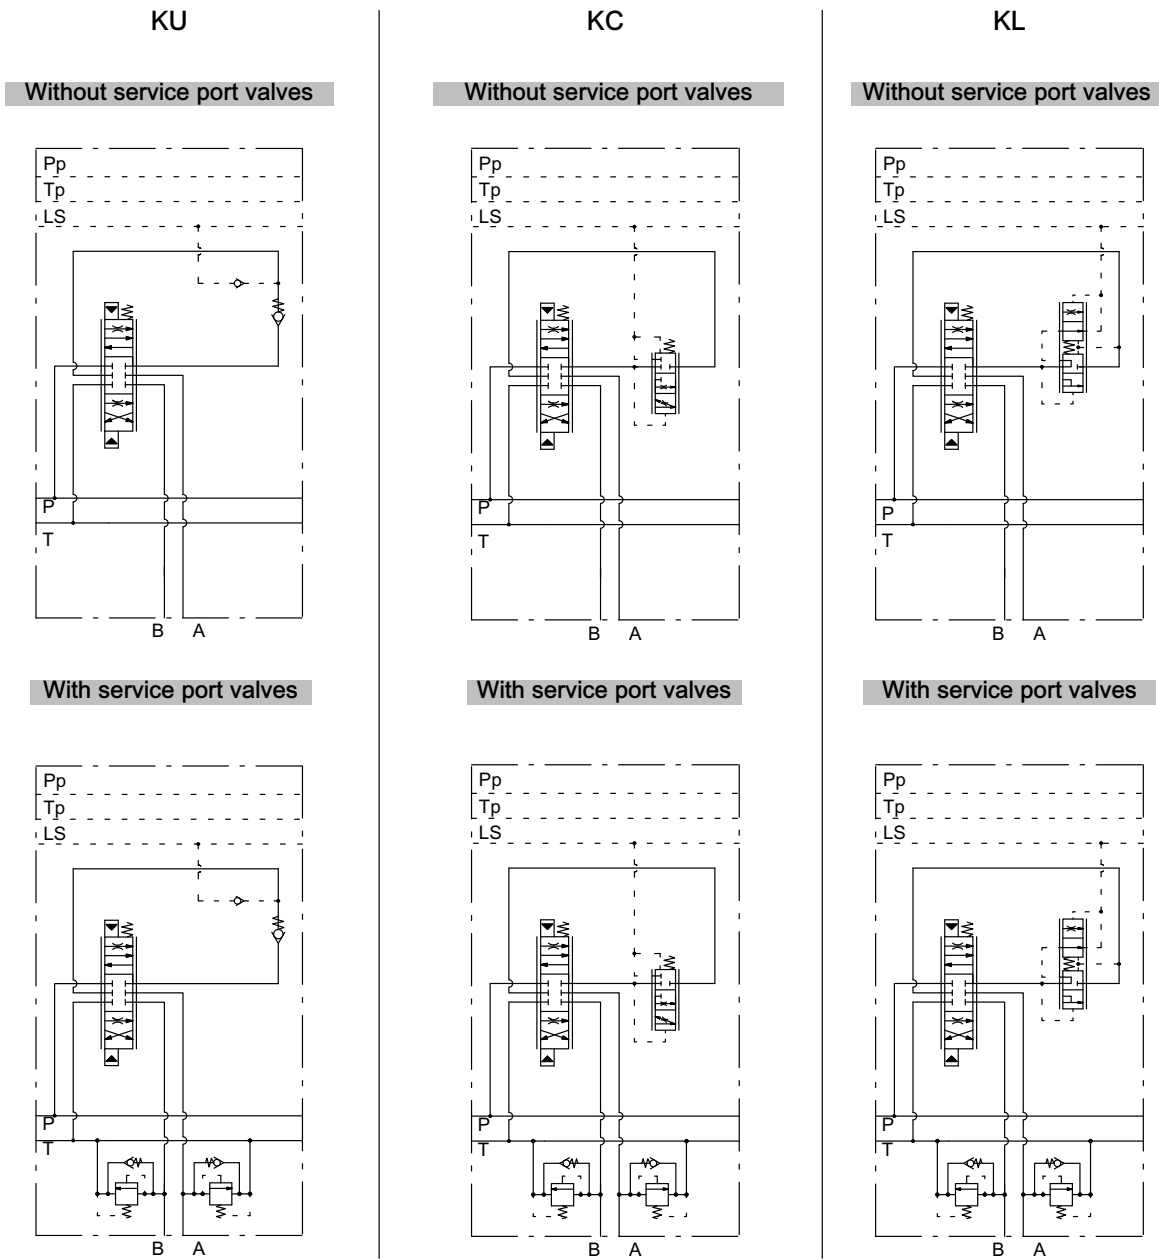 KU
KC
KL
Without service port valves
Without service port valves
Without service port valves
Pp
Tp
LS
P
T
B A
Pp
Tp
LS
P
T
B A
Pp
Tp
LS
P
T
B A
With service port valves
With service port valves
With service port valves
Pp
Tp
LS
P
T
B A
Pp
Tp
LS
P
T
B A
Pp
Tp
LS
P
T
B A